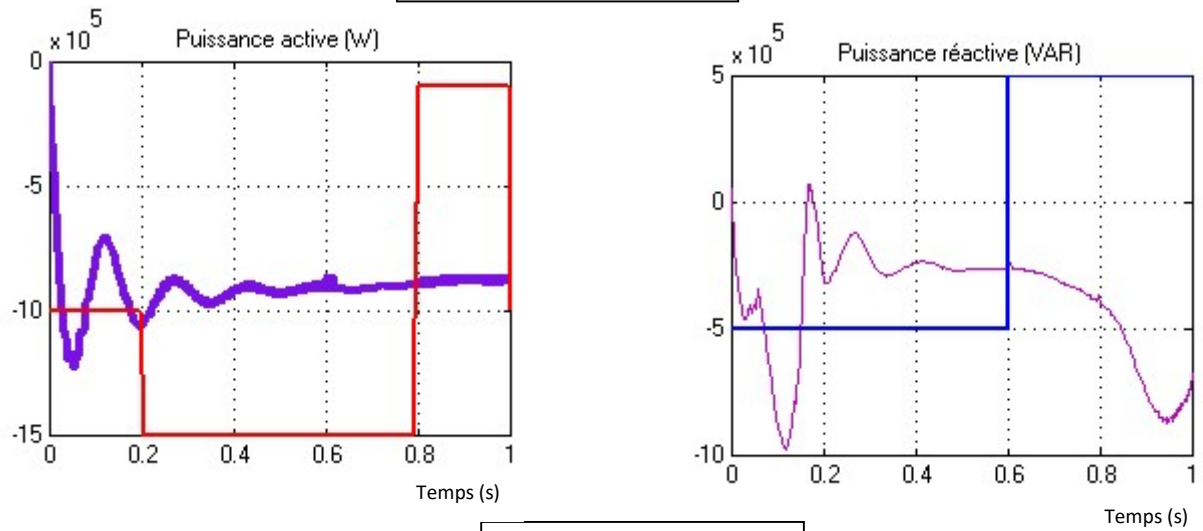 x 10^5
Puissance active (W)
0
-5
-10
-15
0 0.2 0.4 0.6 0.8 1
Temps (s)
x 10^5
Puissance réactive (VAR)
5
0
-5
-10
0 0.2 0.4 0.6 0.8 1
Temps (s)